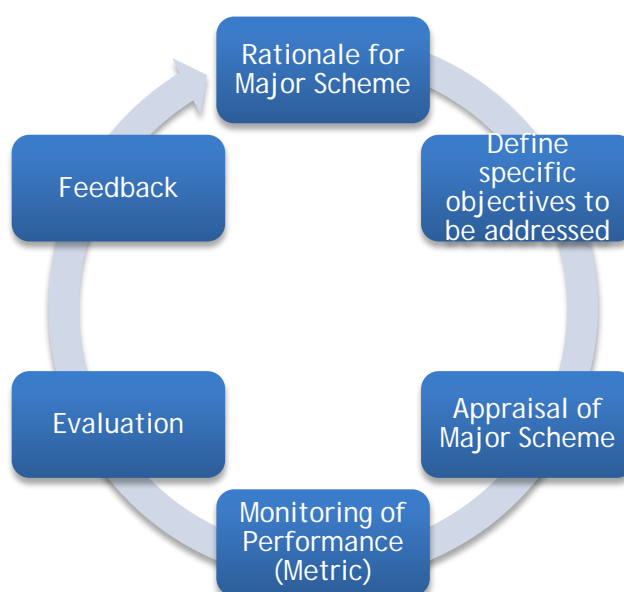 Rationale for
Major Scheme
Define
specific
objectives to
be addressed
Appraisal of
Major Scheme
Monitoring of
Performance
(Metric)
Evaluation
Feedback